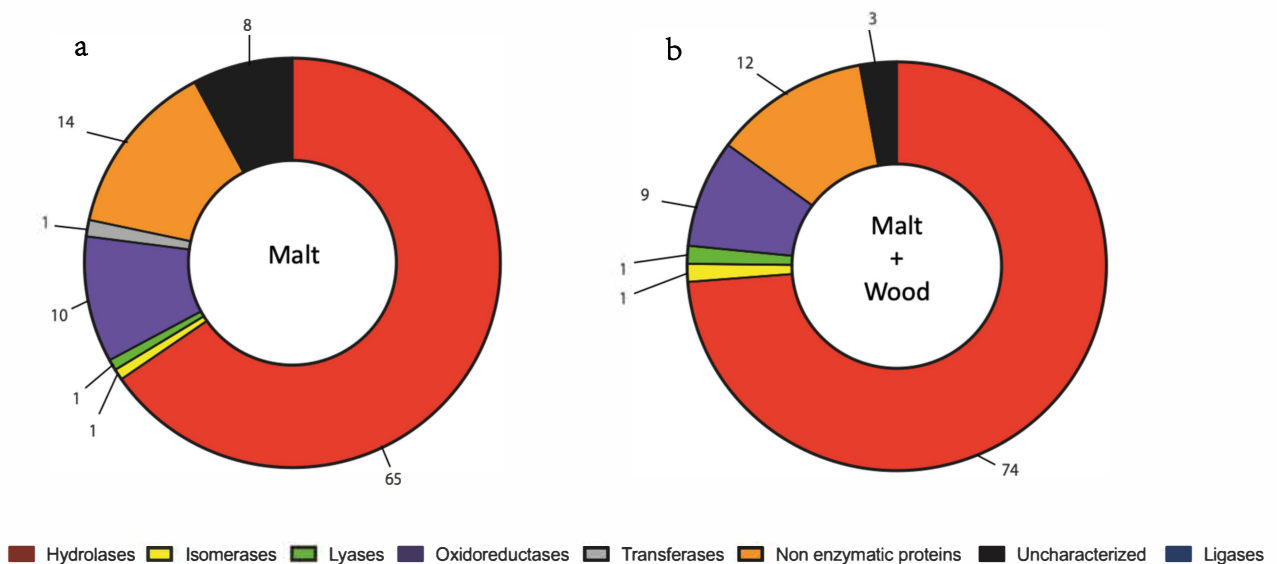 a
8
14
1
10
1
1
65
Malt
b
3
12
9
1
1
74
Malt
+
Wood
Hydrolases Isomerases Lyases Oxidoreductases Transferases Non enzymatic proteins Uncharacterized Ligases